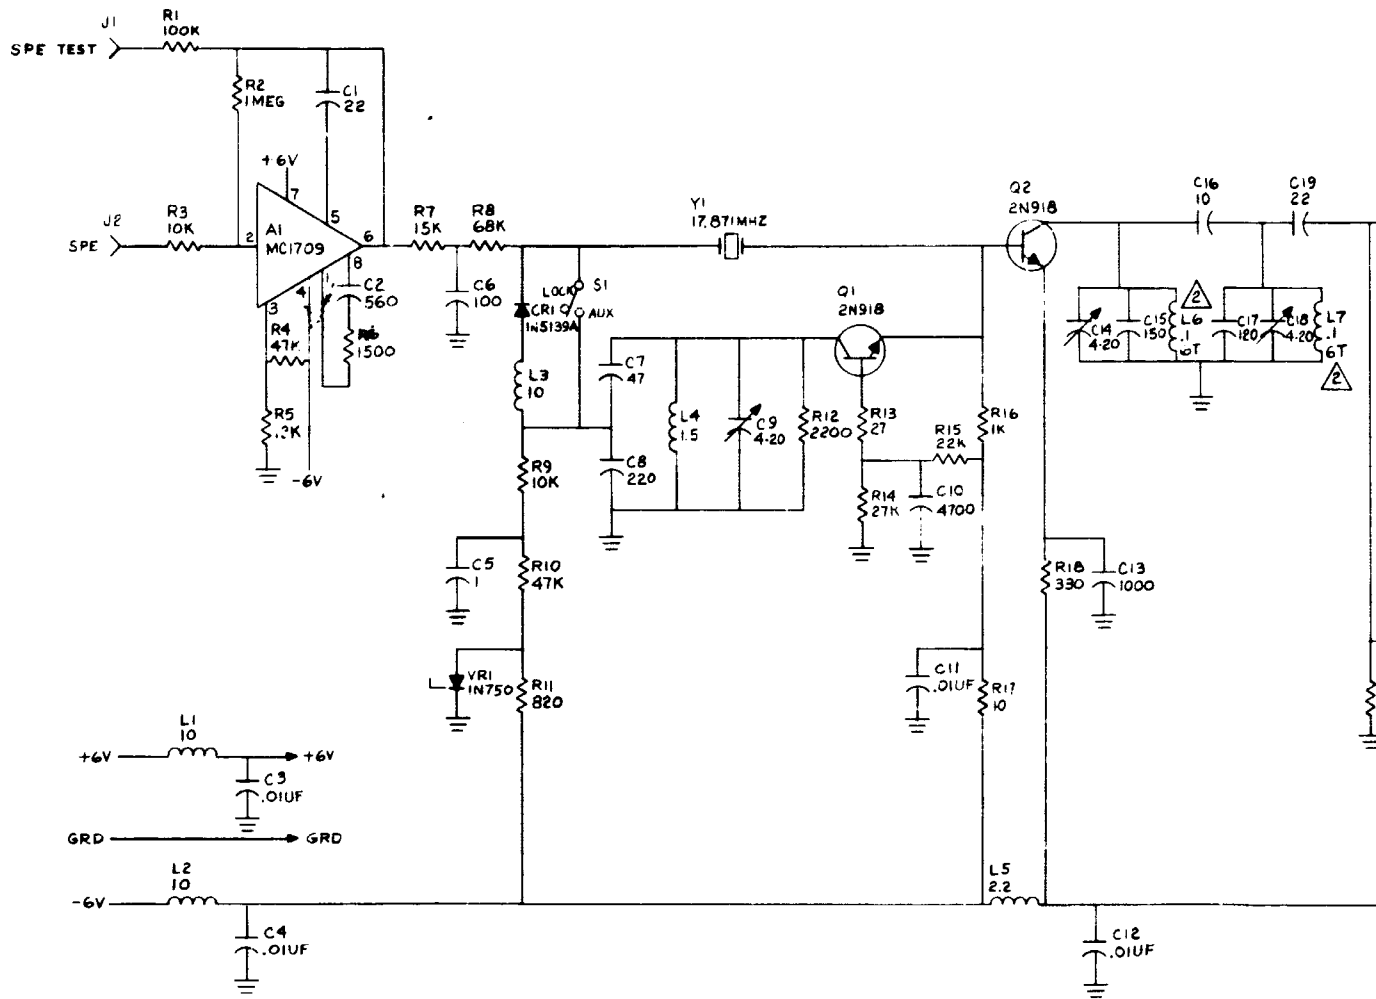 J1
R1
100K
SPE TEST
R2
1MEG
C1
22
+6V
7
J2
R3
10K
SPE
2
A1
MC1709
5
6
8
1
4
3
C2
560
R4
47K
1500
R5
-6V
R7
15K
R8
68K
C6
100
Y1
17.871MHZ
LOCK
S1
AUX
CR1
1N5139A
L3
10
C7
47
C8
220
L4
1.5
C9
4-20
R12
2200
Q1
2N918
R13
27
R14
27K
R15
22K
C10
4700
R16
1K
Q2
2N918
C16
10
C19
22
2
C14
4-20
C15
150
L6
.1
6T
C17
120
C18
4-20
L7
.1
6T
2
R9
10K
C5
1
R10
47K
VR1
1N750
R11
820
C11
.01UF
R17
10
R18
330
C13
1000
L1
10
+6V
+6V
C3
.01UF
GRD
GRD
L2
10
-6V
C4
.01UF
L5
2.2
C12
.01UF